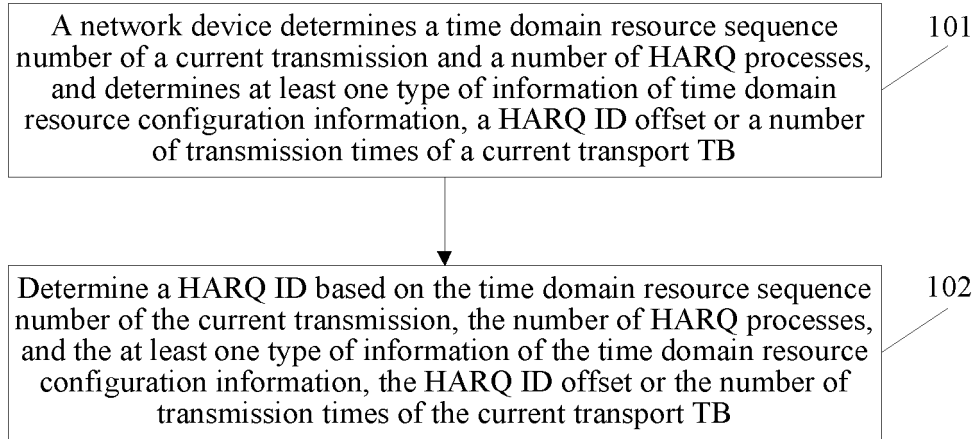 A network device determines a time domain resource sequence
number of a current transmission and a number of HARQ processes,
and determines at least one type of information of time domain
resource configuration information, a HARQ ID offset or a number
of transmission times of a current transport TB
101
Determine a HARQ ID based on the time domain resource sequence
number of the current transmission, the number of HARQ processes,
and the at least one type of information of the time domain resource
configuration information, the HARQ ID offset or the number of
transmission times of the current transport TB
102